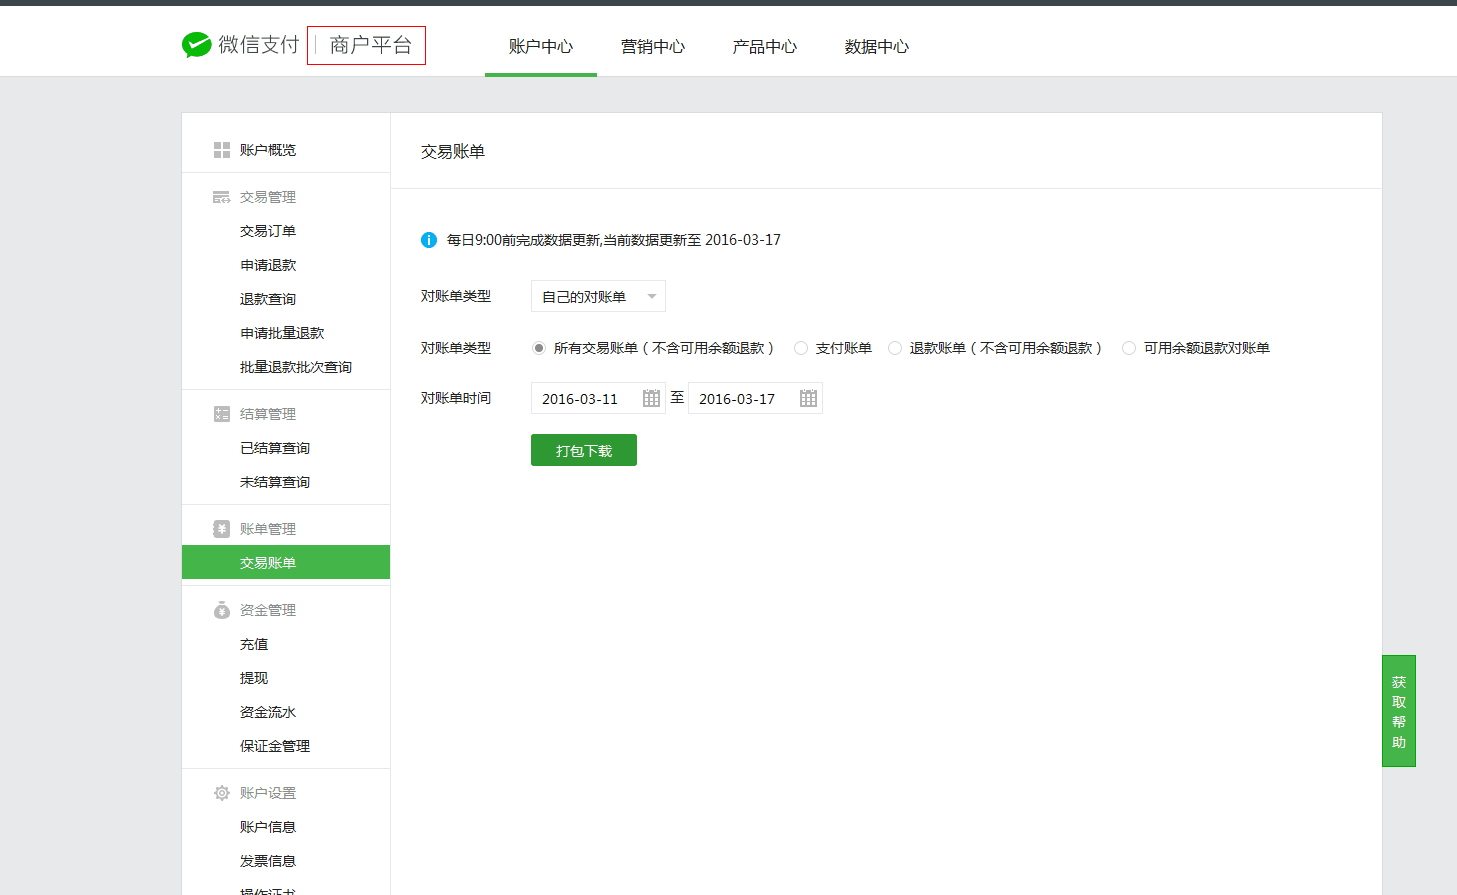 微信支付 商户平台 账户中心 营销中心 产品中心 数据中心
账户概览
交易管理
交易订单
申请退款
退款查询
申请批量退款
批量退款批次查询
结算管理
已结算查询
未结算查询
账单管理
交易账单
资金管理
充值
提现
资金流水
保证金管理
账户设置
账户信息
发票信息
操作证书
交易账单
每日9:00前完成数据更新,当前数据更新至 2016-03-17
对账单类型 自己的对账单
对账单类型 所有交易账单（不含可用余额退款） 支付账单 退款账单（不含可用余额退款） 可用余额退款对账单
对账单时间 2016-03-11 至 2016-03-17
打包下载
获取帮助